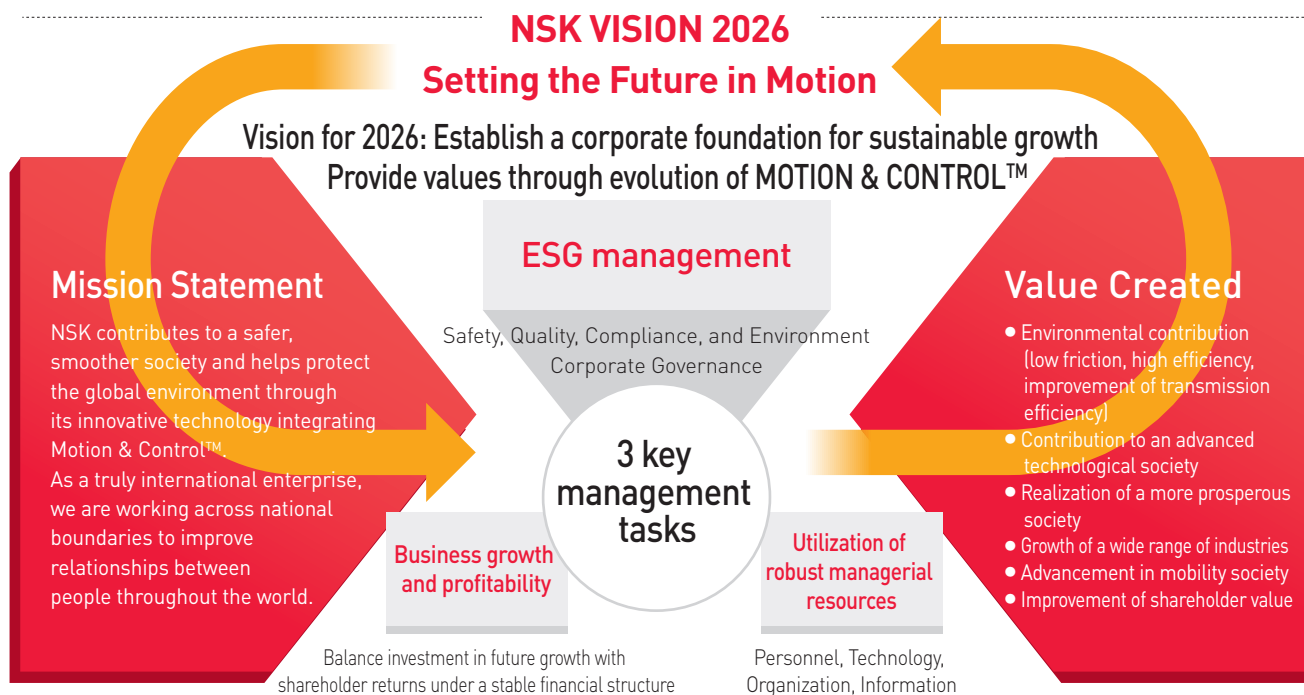 NSK VISION 2026
Setting the Future in Motion
Vision for 2026: Establish a corporate foundation for sustainable growth
Provide values through evolution of MOTION & CONTROL™
Mission Statement
NSK contributes to a safer,
smoother society and helps protect
the global environment through
its innovative technology integrating
Motion & Control™.
As a truly international enterprise,
we are working across national
boundaries to improve
relationships between
people throughout the world.
ESG management
Safety, Quality, Compliance, and Environment
Corporate Governance
3 key
management
tasks
Business growth
and profitability
Balance investment in future growth with
shareholder returns under a stable financial structure
Utilization of
robust managerial
resources
Personnel, Technology,
Organization, Information
Value Created
● Environmental contribution
(low friction, high efficiency,
improvement of transmission
efficiency)
● Contribution to an advanced
technological society
● Realization of a more prosperous
society
● Growth of a wide range of industries
● Advancement in mobility society
● Improvement of shareholder value